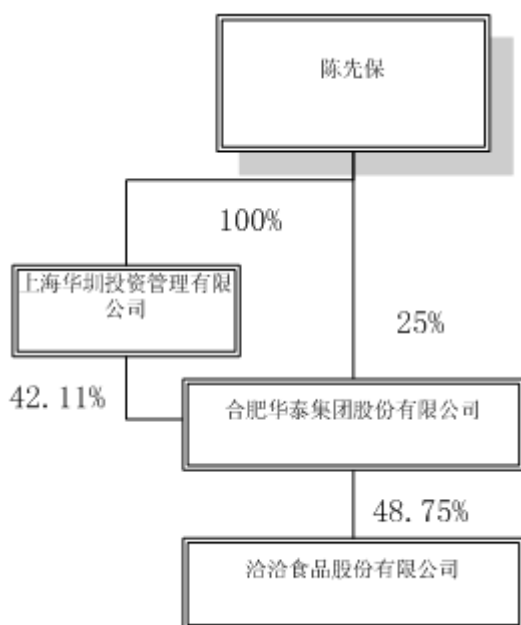 陈先保
100%
上海华圳投资管理有限
公司
25%
42.11%
合肥华泰集团股份有限公司
48.75%
洽洽食品股份有限公司